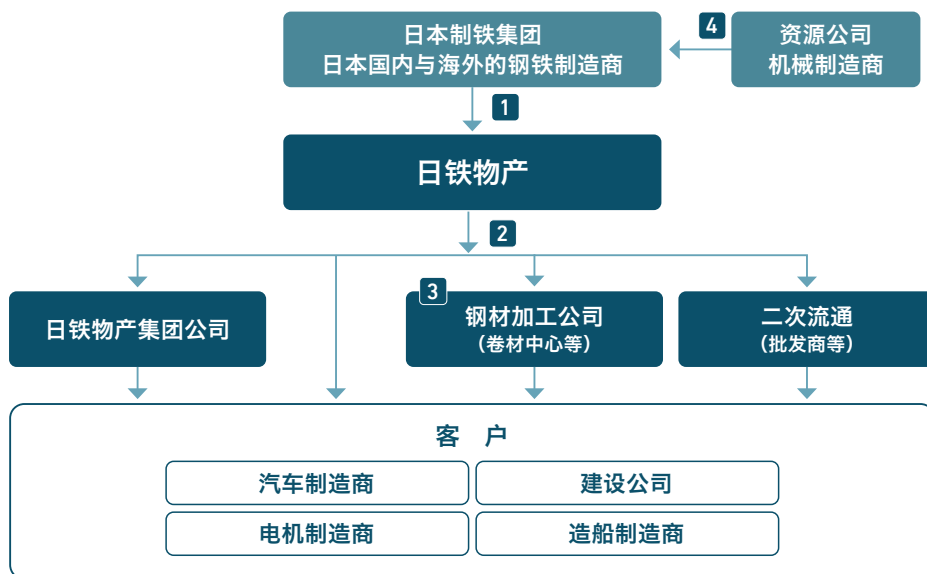 日本制铁集团
日本国内与海外的钢铁制造商
4
资源公司
机械制造商
1
日铁物产
2
日铁物产集团公司
3
钢材加工公司
（卷材中心等）
二次流通
（批发商等）
客 户
汽车制造商
建设公司
电机制造商
造船制造商